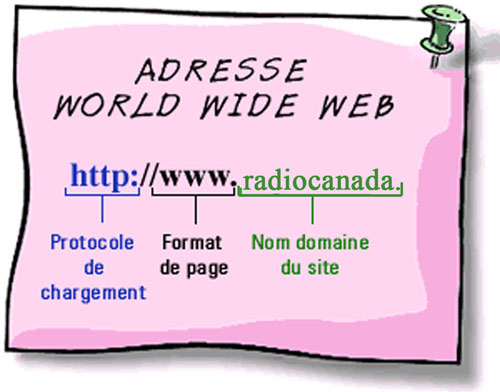 ADRESSE
WORLD WIDE WEB
http://www.radiocanada.
Protocole
de
chargement
Format
de page
Nom domaine
du site